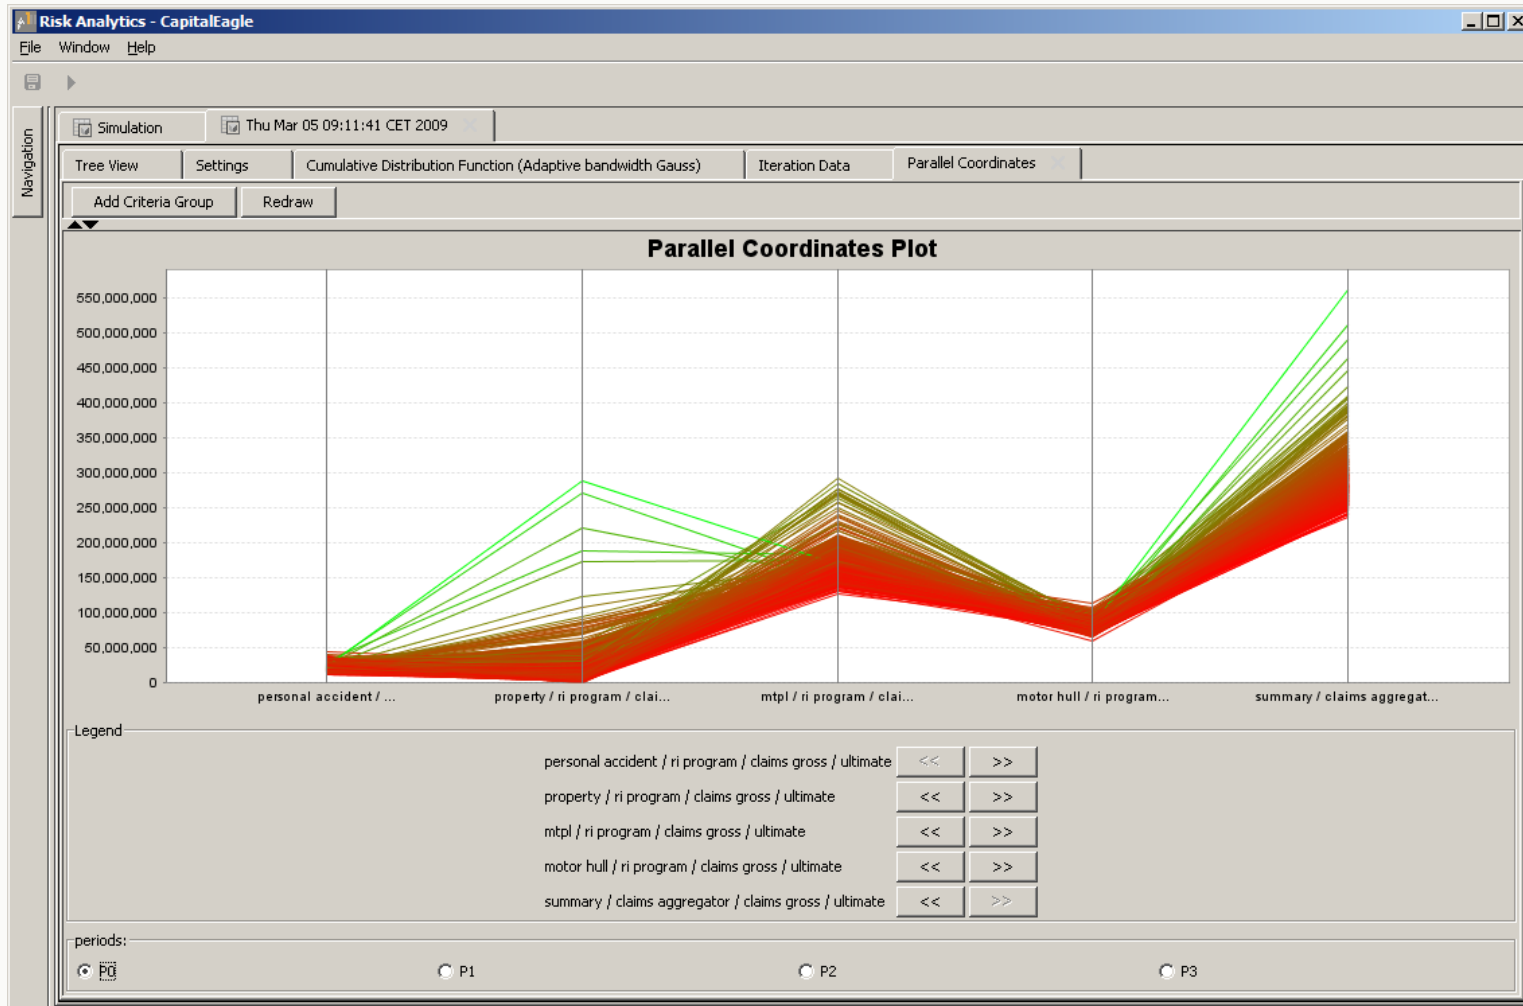 Risk Analytics - CapitalEagle
File Window Help
Navigation
Simulation Thu Mar 05 09:11:41 CET 2009
Tree View Settings Cumulative Distribution Function (Adaptive bandwidth Gauss) Iteration Data Parallel Coordinates
Add Criteria Group Redraw
Parallel Coordinates Plot
550,000,000
500,000,000
450,000,000
400,000,000
350,000,000
300,000,000
250,000,000
200,000,000
150,000,000
100,000,000
50,000,000
0
personal accident / ... property / ri program / clai... mtpl / ri program / clai... motor hull / ri program... summary / claims aggregat...
Legend
personal accident / ri program / claims gross / ultimate << >>
property / ri program / claims gross / ultimate << >>
mtpl / ri program / claims gross / ultimate << >>
motor hull / ri program / claims gross / ultimate << >>
summary / claims aggregator / claims gross / ultimate << >>
periods:
P0 P1 P2 P3